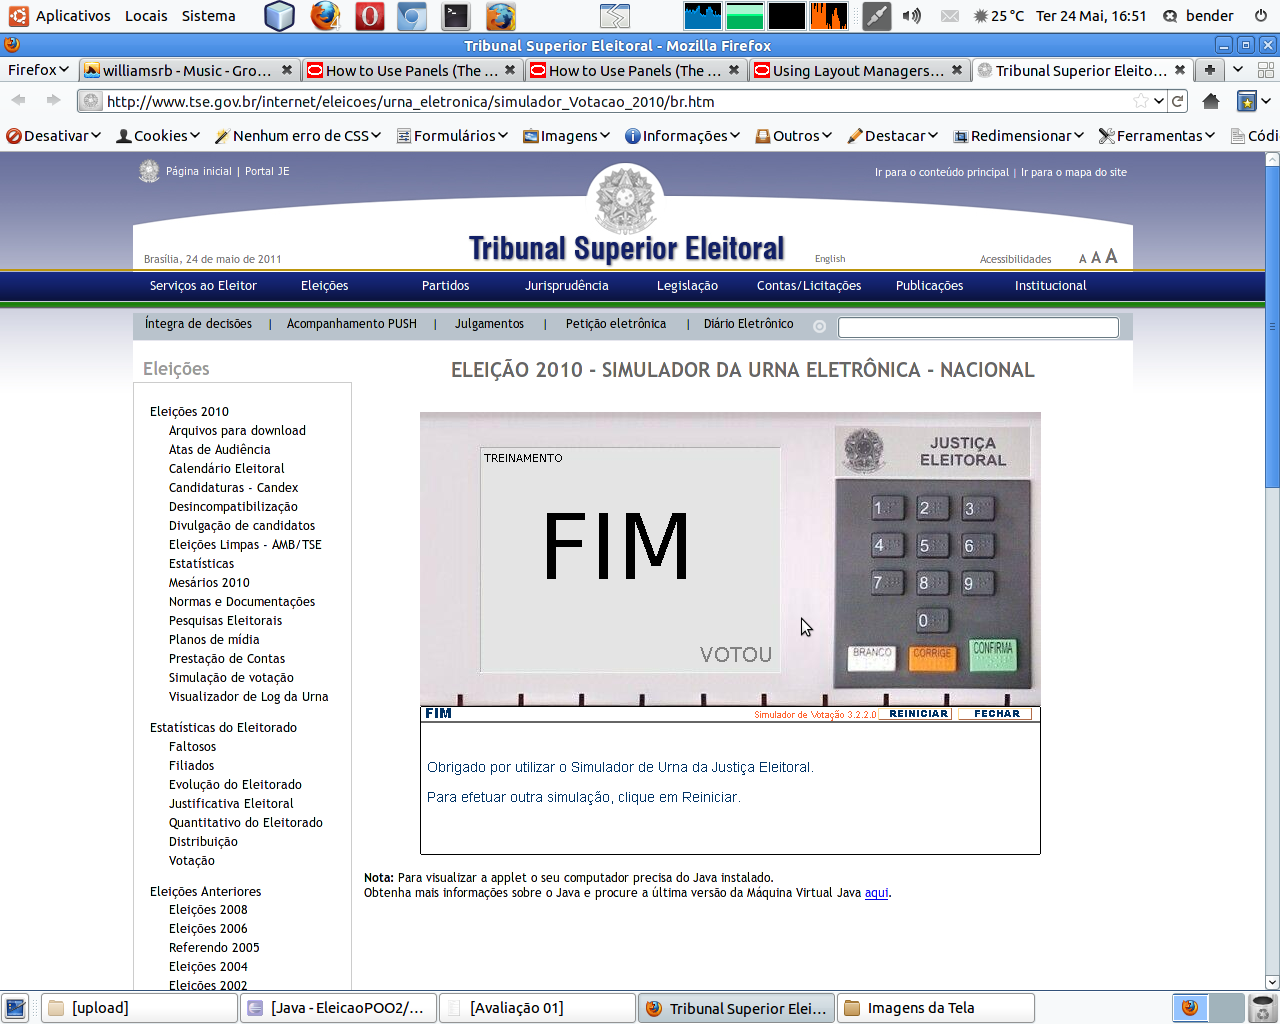 Aplicativos Locais Sistema 25 °C Ter 24 Mai, 16:51 bender
Tribunal Superior Eleitoral - Mozilla Firefox
Firefox williamsrb - Music - Gro... How to Use Panels (The ... How to Use Panels (The ... Using Layout Managers... Tribunal Superior Eleito...
http://www.tse.gov.br/internet/eleicoes/urna_eletronica/simulador_Votacao_2010/br.htm
Desativar Cookies Nenhum erro de CSS Formulários Imagens Informações Outros Destacar Redimensionar Ferramentas Códi
Página inicial | Portal JE
Ir para o conteúdo principal | Ir para o mapa do site
Tribunal Superior Eleitoral
Brasília, 24 de maio de 2011 English Acessibilidades A A A
Serviços ao Eleitor Eleições Partidos Jurisprudência Legislação Contas/Licitações Publicações Institucional
Íntegra de decisões | Acompanhamento PUSH | Julgamentos | Petição eletrônica | Diário Eletrônico
Eleições
Eleições 2010
Arquivos para download
Atas de Audiência
Calendário Eleitoral
Candidaturas - Candex
Desincompatibilização
Divulgação de candidatos
Eleições Limpas - AMB/TSE
Estatísticas
Mesários 2010
Normas e Documentações
Pesquisas Eleitorais
Planos de mídia
Prestação de Contas
Simulação de votação
Visualizador de Log da Urna
Estatísticas do Eleitorado
Faltosos
Filiados
Evolução do Eleitorado
Justificativa Eleitoral
Quantitativo do Eleitorado
Distribuição
Votação
Eleições Anteriores
Eleições 2008
Eleições 2006
Referendo 2005
Eleições 2004
Eleições 2002
ELEIÇÃO 2010 - SIMULADOR DA URNA ELETRÔNICA - NACIONAL
TREINAMENTO
FIM
VOTOU
JUSTIÇA
ELEITORAL
1 2 3
4 5 6
7 8 9
0
BRANCO CORRIGE CONFIRMA
FIM Simulador de Votação 3.2.2.0 REINICIAR FECHAR
Obrigado por utilizar o Simulador de Urna da Justiça Eleitoral.
Para efetuar outra simulação, clique em Reiniciar.
Nota: Para visualizar a applet o seu computador precisa do Java instalado.
Obtenha mais informações sobre o Java e procure a última versão da Máquina Virtual Java aqui.
[upload] [Java - EleicaoPOO2/... [Avaliação 01] Tribunal Superior Elei... Imagens da Tela